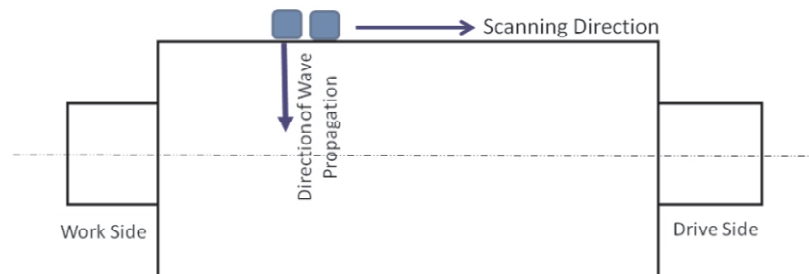 Scanning Direction
Direction of Wave
Propagation
Work Side
Drive Side